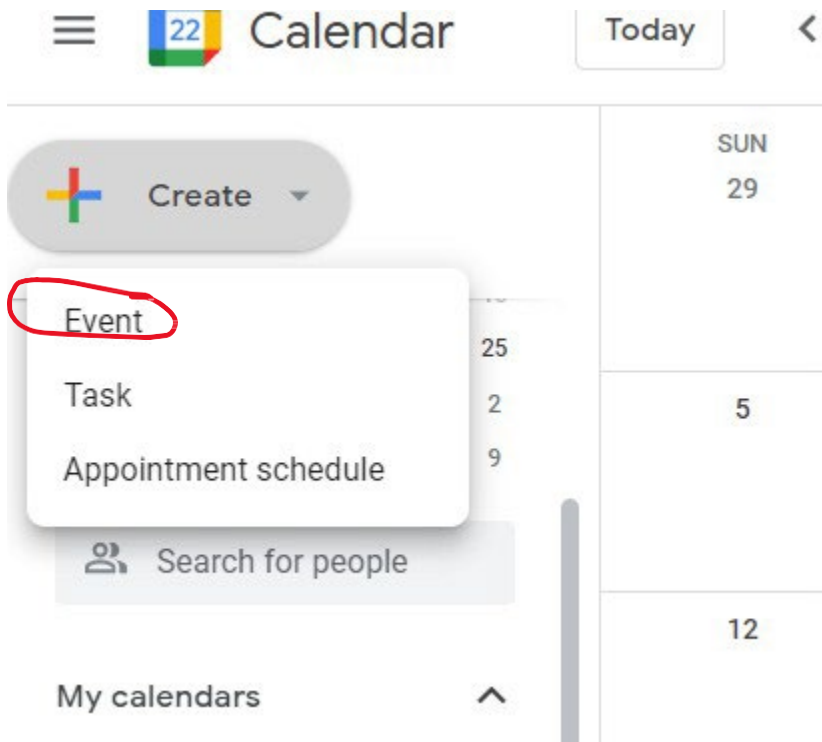 22 Calendar Today
SUN
29
Create
Event
25
Task
2
5
Appointment schedule
9
Search for people
12
My calendars